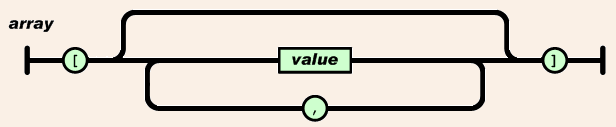 array
[ value ]
,